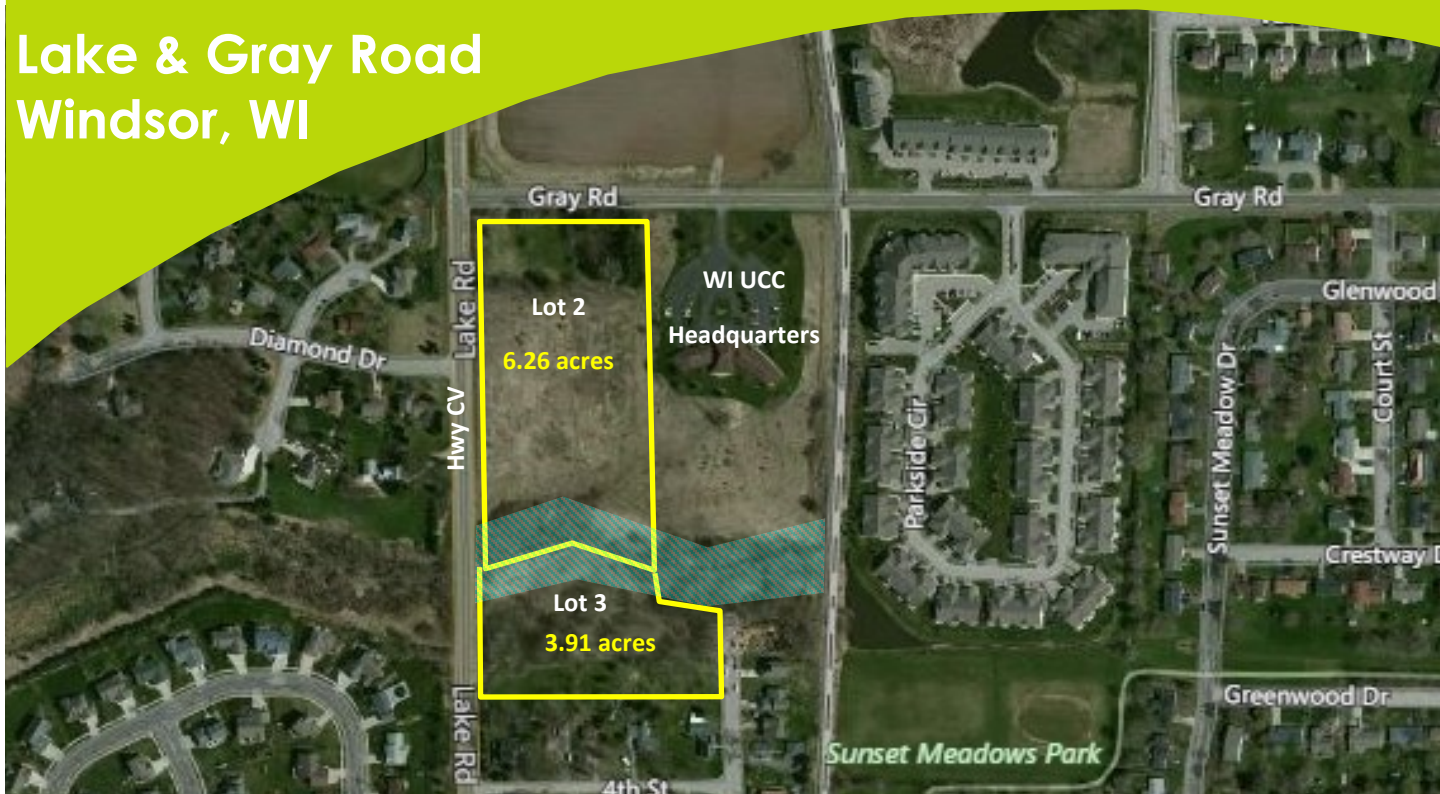 Lake & Gray Road
Windsor, WI
Gray Rd
Gray Rd
WI UCC
Headquarters
Lot 2
6.26 acres
Lake Rd
Hwy CV
Diamond Dr
Glenwood
Court St
Sunset Meadow Dr
Parkside Cir
Crestway D
Lot 3
3.91 acres
Lake Rd
Greenwood Dr
Sunset Meadows Park
4th St